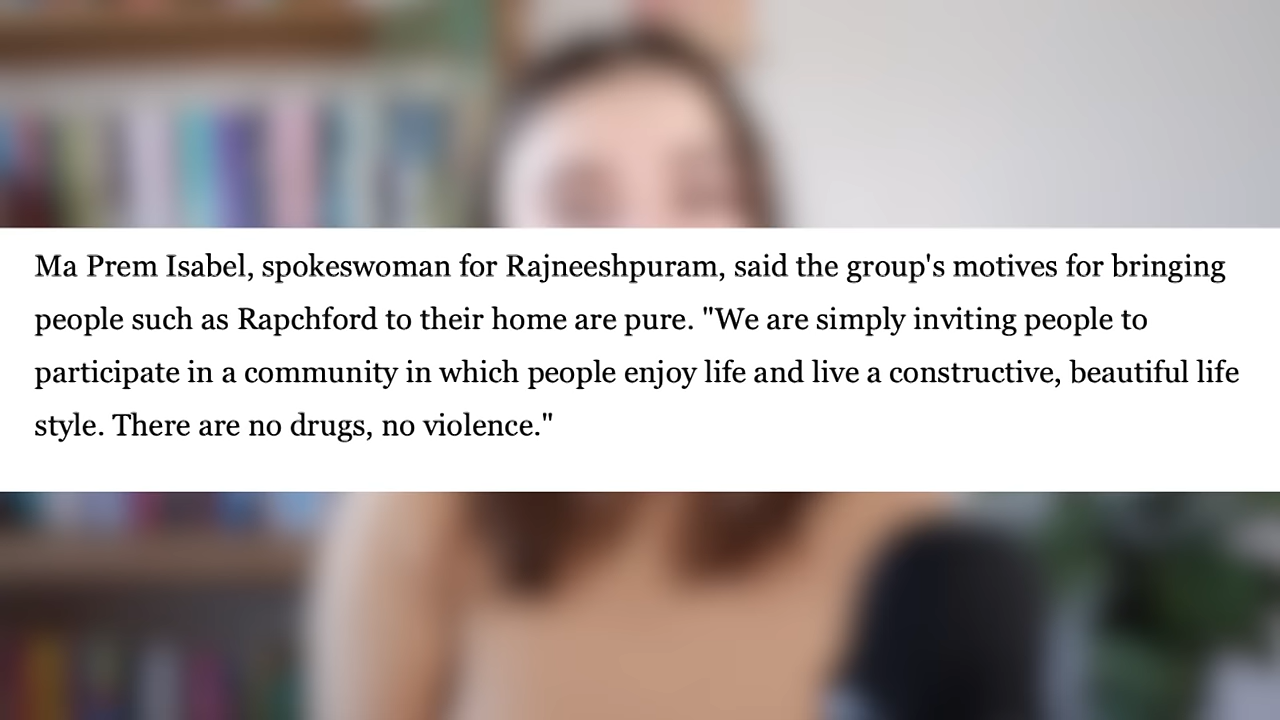 Ma Prem Isabel, spokeswoman for Rajneeshpuram, said the group's motives for bringing
people such as Rapchford to their home are pure. "We are simply inviting people to
participate in a community in which people enjoy life and live a constructive, beautiful life
style. There are no drugs, no violence."